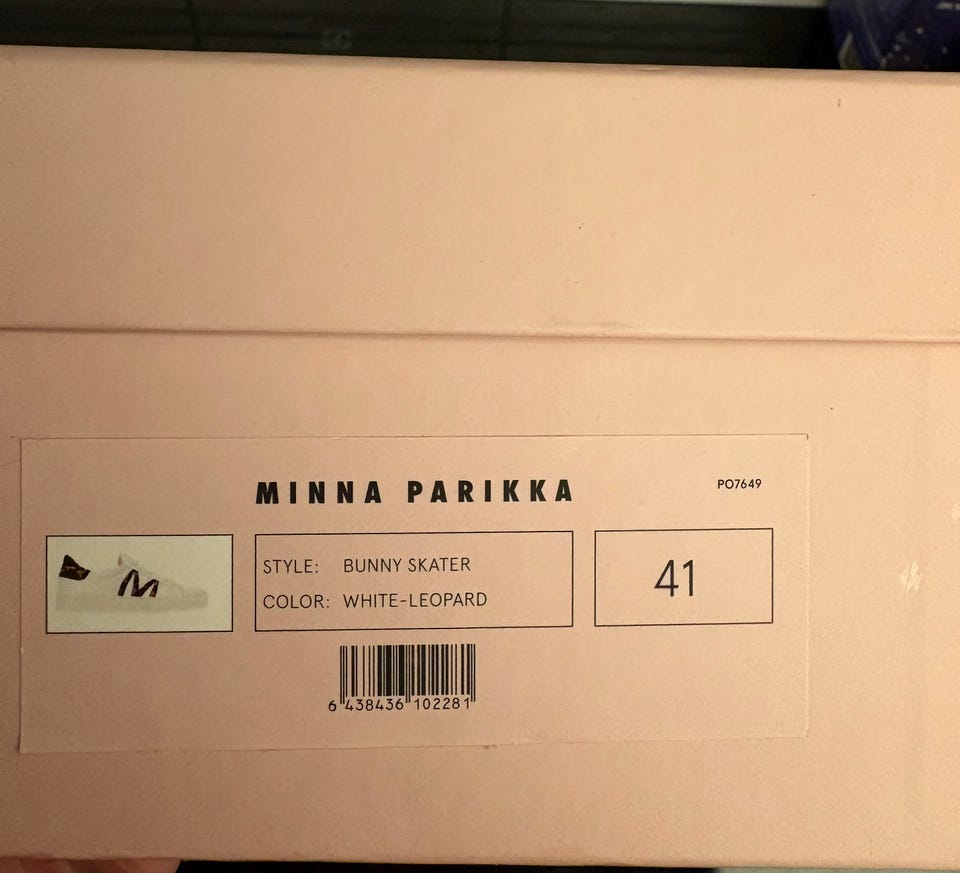 MINNA PARIKKA
PO7649
M
STYLE: BUNNY SKATER
COLOR: WHITE-LEOPARD
41
6 438436 102281